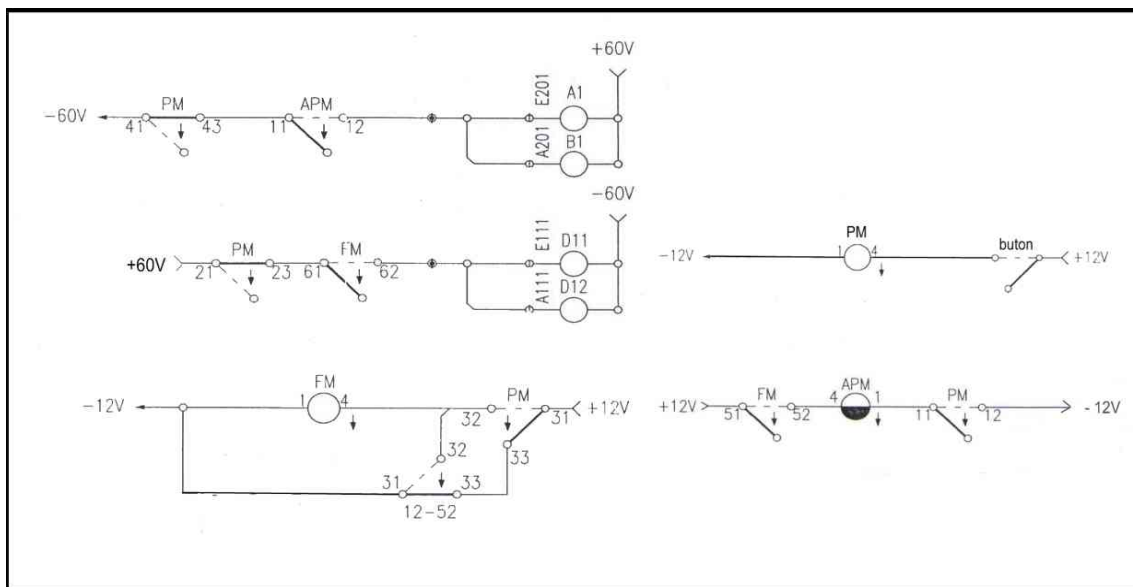 +60V
PM APM E201 A1
-60V 41 43 11 12
A201 B1
-60V
PM FM E111 D11
+60V 21 23 61 62
A111 D12
PM buton
-12V 1 4 +12V
FM PM
-12V 1 4 32 31 +12V
32 33
31 33
12-52
FM APM PM
+12V 51 52 4 1 11 12 -12V